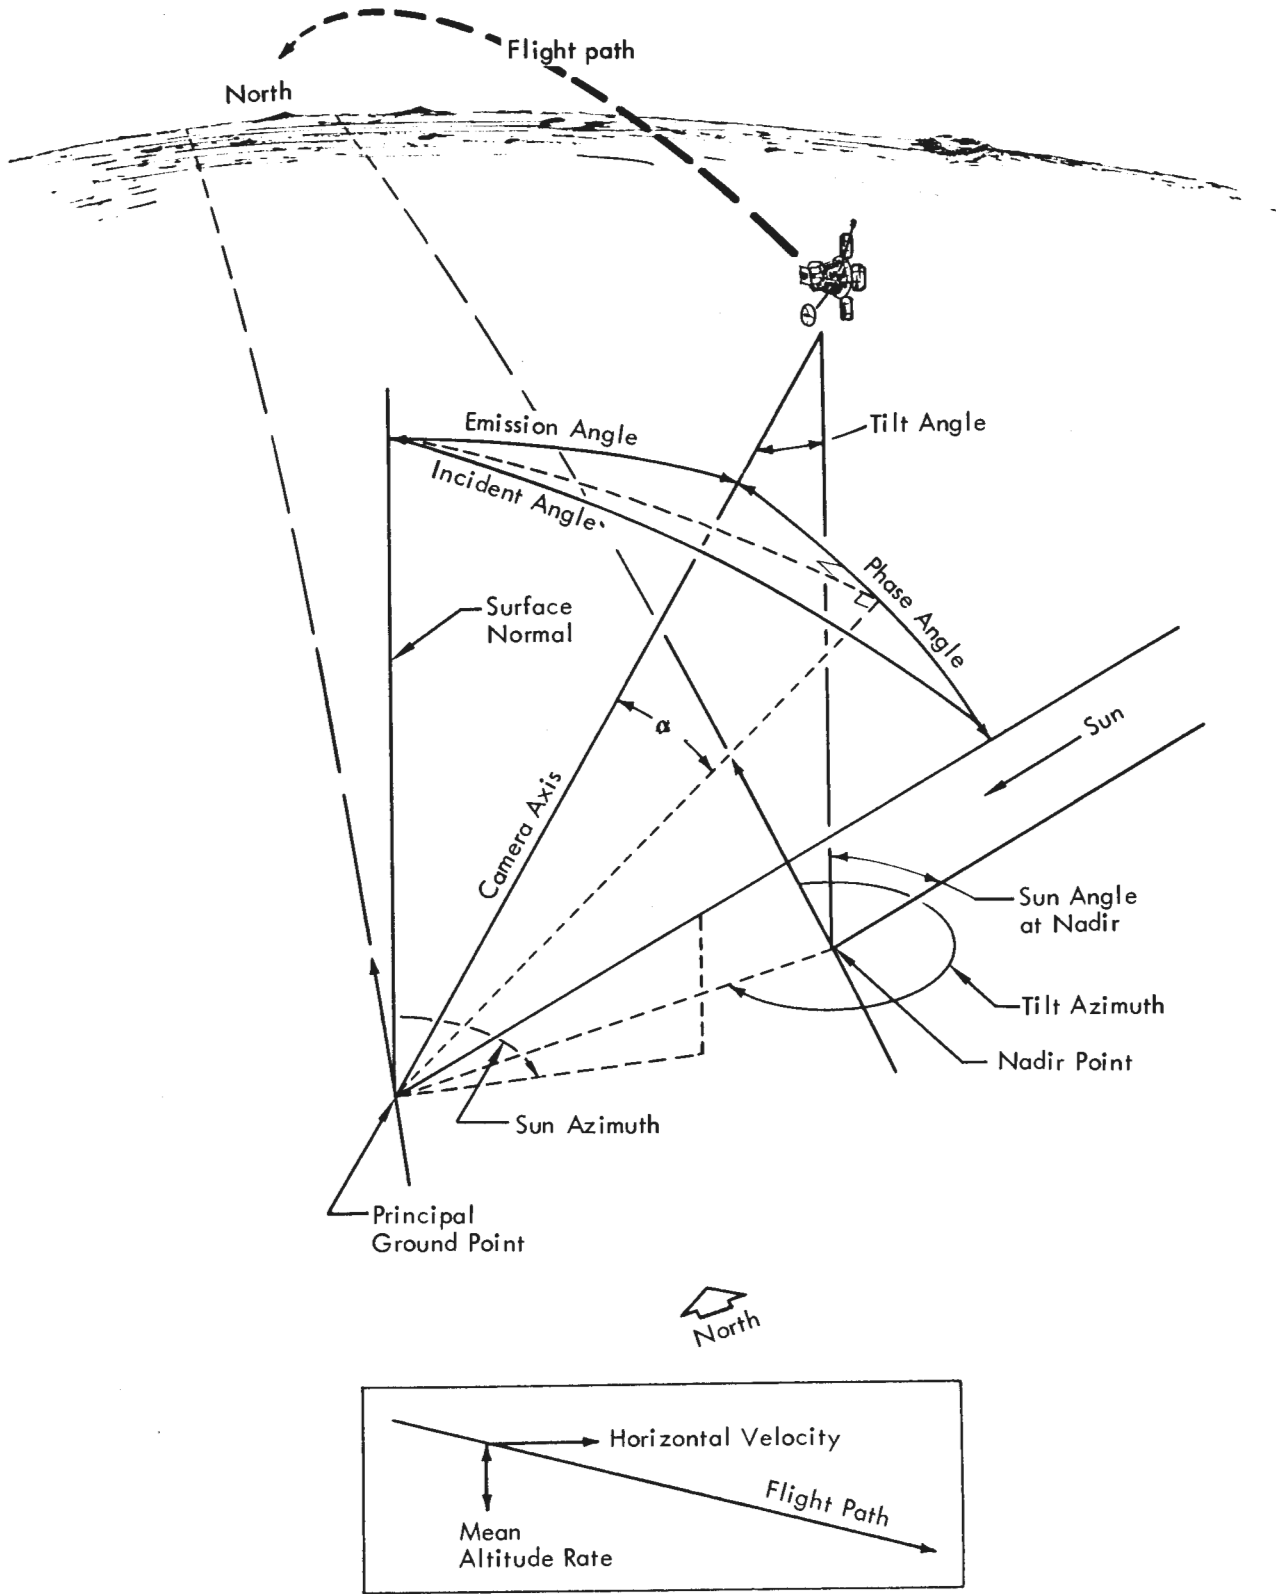 Flight path
North
Emission Angle
Tilt Angle
Incident Angle
Phase Angle
Surface
Normal
α
Sun
Camera Axis
Sun Angle
at Nadir
Tilt Azimuth
Nadir Point
Sun Azimuth
Principal
Ground Point
North
Horizontal Velocity
Flight Path
Mean
Altitude Rate